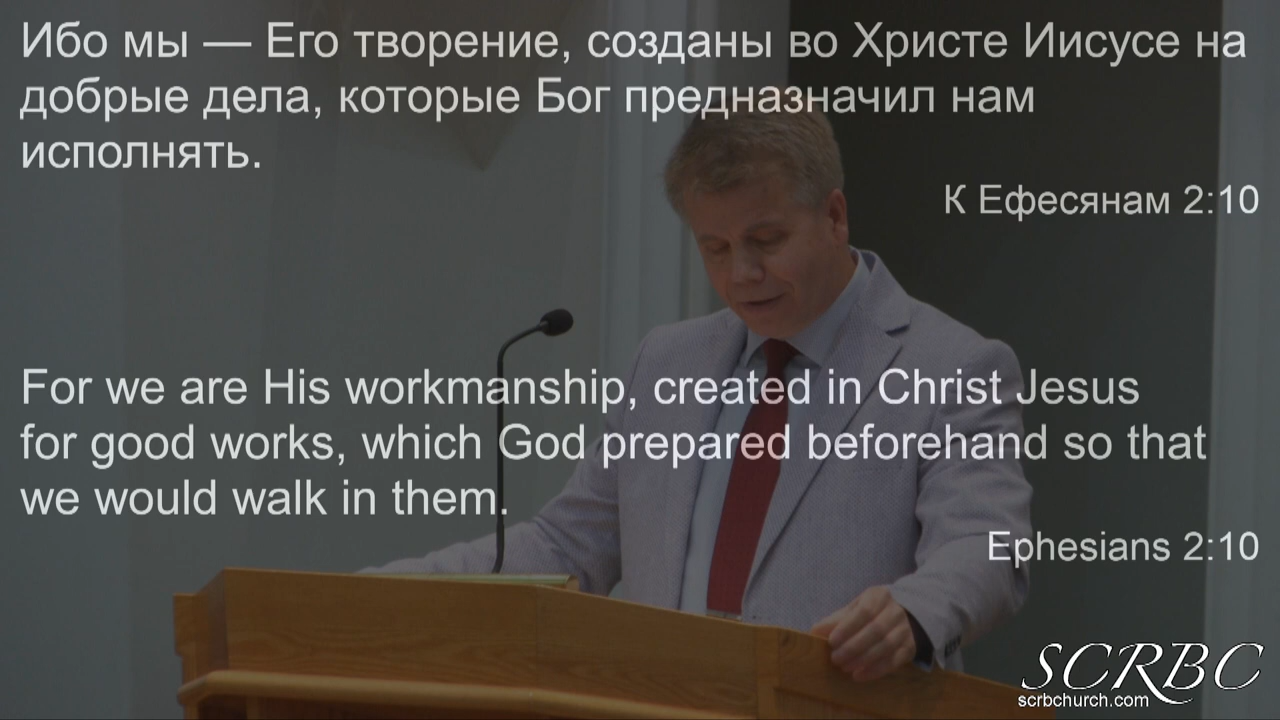 Ибо мы — Его творение, созданы во Христе Иисусе на
добрые дела, которые Бог предназначил нам
исполнять.
К Ефесянам 2:10
For we are His workmanship, created in Christ Jesus
for good works, which God prepared beforehand so that
we would walk in them.
Ephesians 2:10
SCRBC
scrbchurch.com